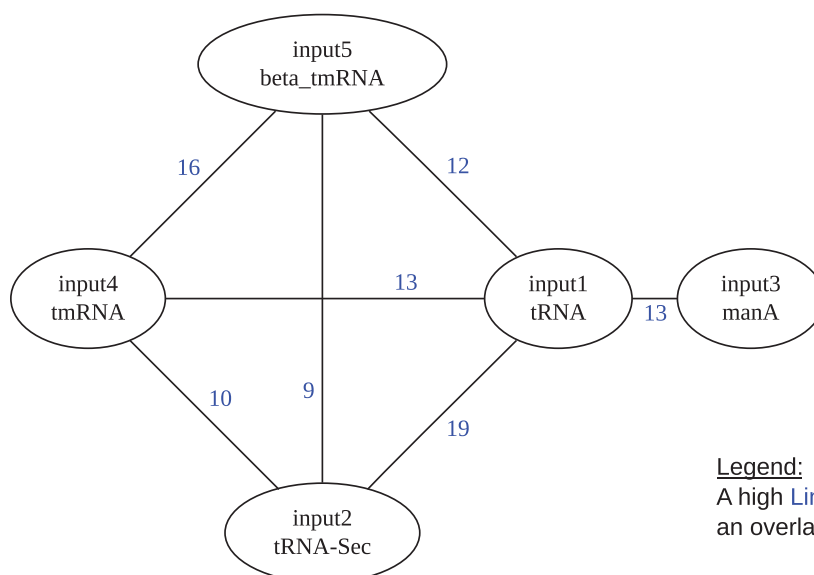 input5
beta_tmRNA
16
12
input4
tmRNA
13
input1
tRNA
13
input3
manA
10
9
19
input2
tRNA-Sec
Legend:
A high
an